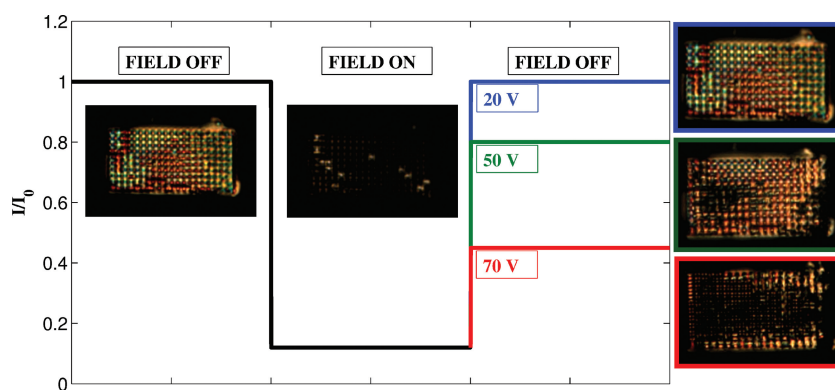 1.2
FIELD OFF
FIELD ON
FIELD OFF
1
20 V
0.8
50 V
0.6
I/I0
70 V
0.4
0.2
0